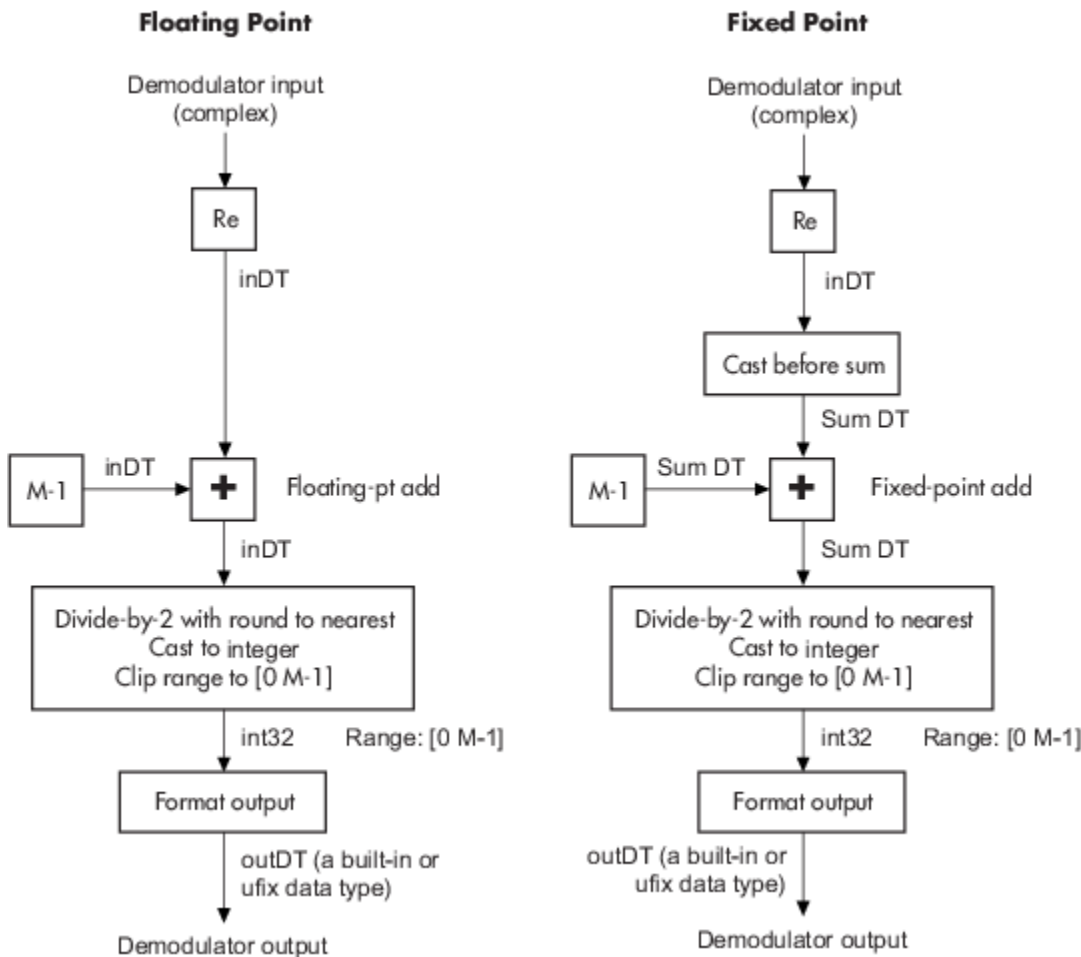 Floating Point
Demodulator input
(complex)
Re
inDT
M-1
inDT
+
Floating-pt add
inDT
Divide-by-2 with round to nearest
Cast to integer
Clip range to [0 M-1]
int32
Range: [0 M-1]
Format output
outDT (a built-in or
ufix data type)
Demodulator output
Fixed Point
Demodulator input
(complex)
Re
inDT
Cast before sum
Sum DT
M-1
Sum DT
+
Fixed-point add
Sum DT
Divide-by-2 with round to nearest
Cast to integer
Clip range to [0 M-1]
int32
Range: [0 M-1]
Format output
outDT (a built-in or
ufix data type)
Demodulator output